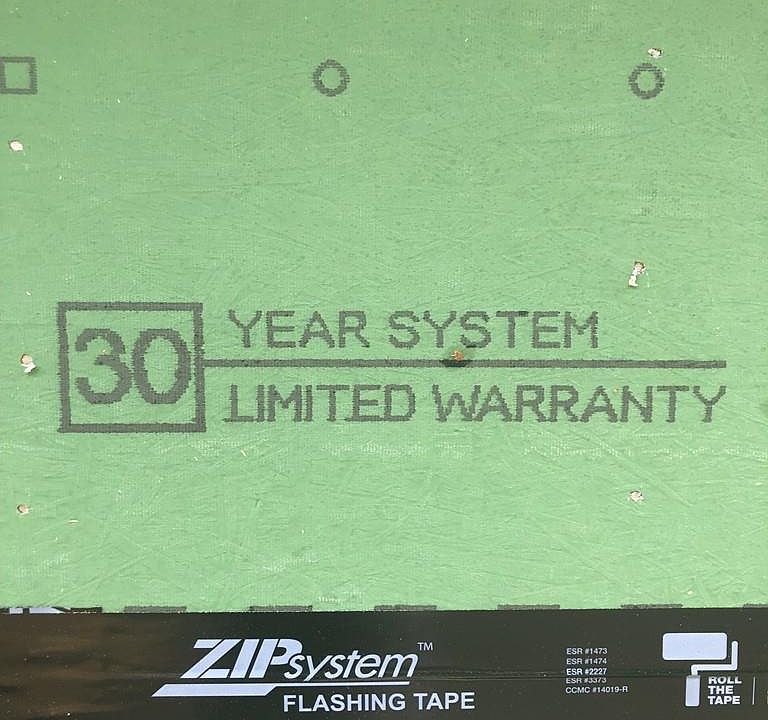 30
YEAR SYSTEM
LIMITED WARRANTY
ZIPsystem™
FLASHING TAPE
ESR #1473
ESR #1474
ESR #2227
ESR #3373
CCMC #14019-R
ROLL
THE
TAPE